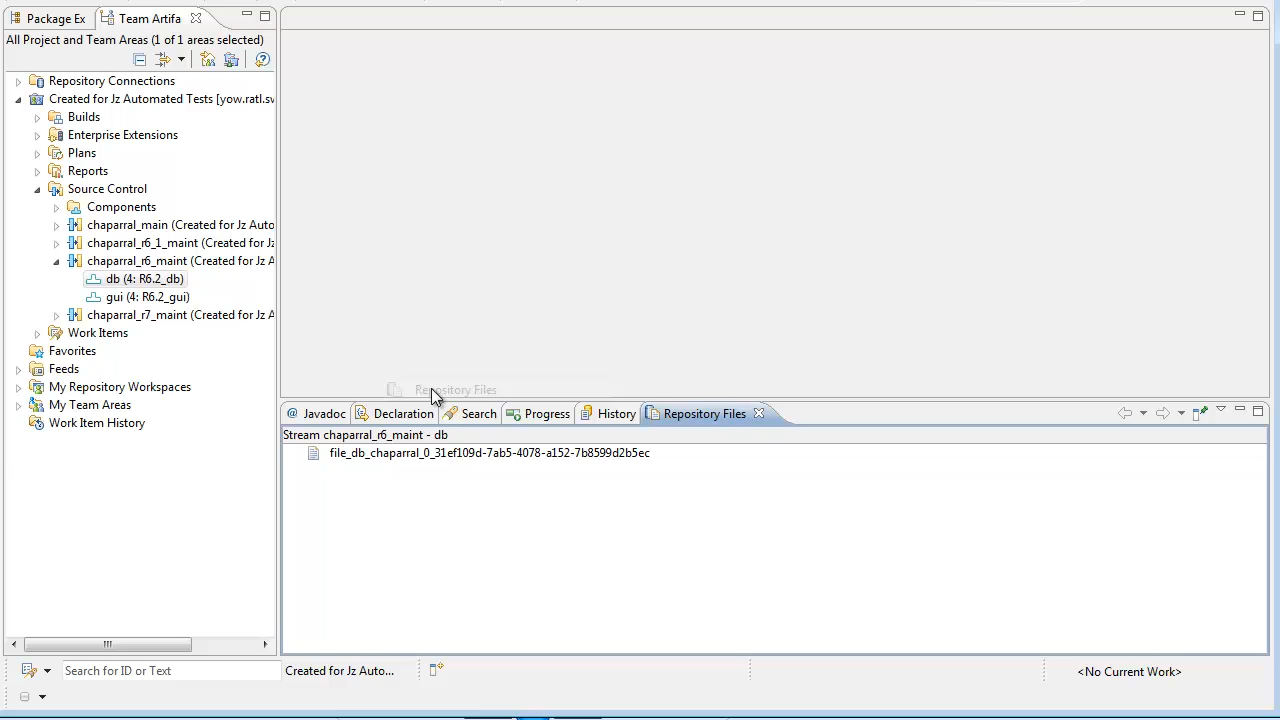 Package Ex
Team Artifa
All Project and Team Areas (1 of 1 areas selected)
Repository Connections
Created for Jz Automated Tests [yow.ratl.sv
Builds
Enterprise Extensions
Plans
Reports
Source Control
Components
chaparral_main (Created for Jz Auto
chaparral_r6_1_maint (Created for Jz
chaparral_r6_maint (Created for Jz A
db (4: R6.2_db)
gui (4: R6.2_gui)
chaparral_r7_maint (Created for Jz A
Work Items
Favorites
Feeds
My Repository Workspaces
My Team Areas
Work Item History
Repository Files
@ Javadoc
Declaration
Search
Progress
History
Repository Files
Stream chaparral_r6_maint - db
file_db_chaparral_0_31ef109d-7ab5-4078-a152-7b8599d2b5ec
Search for ID or Text
Created for Jz Auto...
<No Current Work>